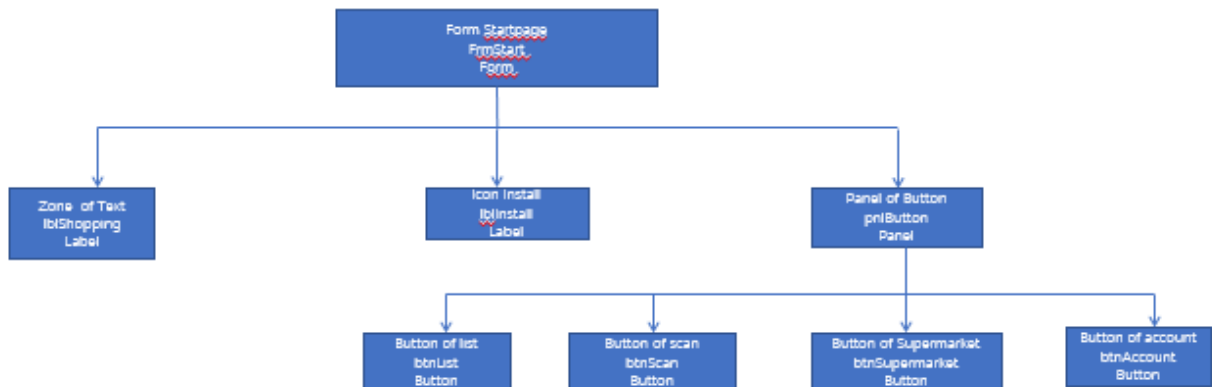 Form Startpage
FrmStart
Form
Zone of Text
lblShopping
Label
Icon Install
lblInstall
Label
Panel of Button
pnlButton
Panel
Button of list
btnList
Button
Button of scan
btnScan
Button
Button of Supermarket
btnSupermarket
Button
Button of account
btnAccount
Button